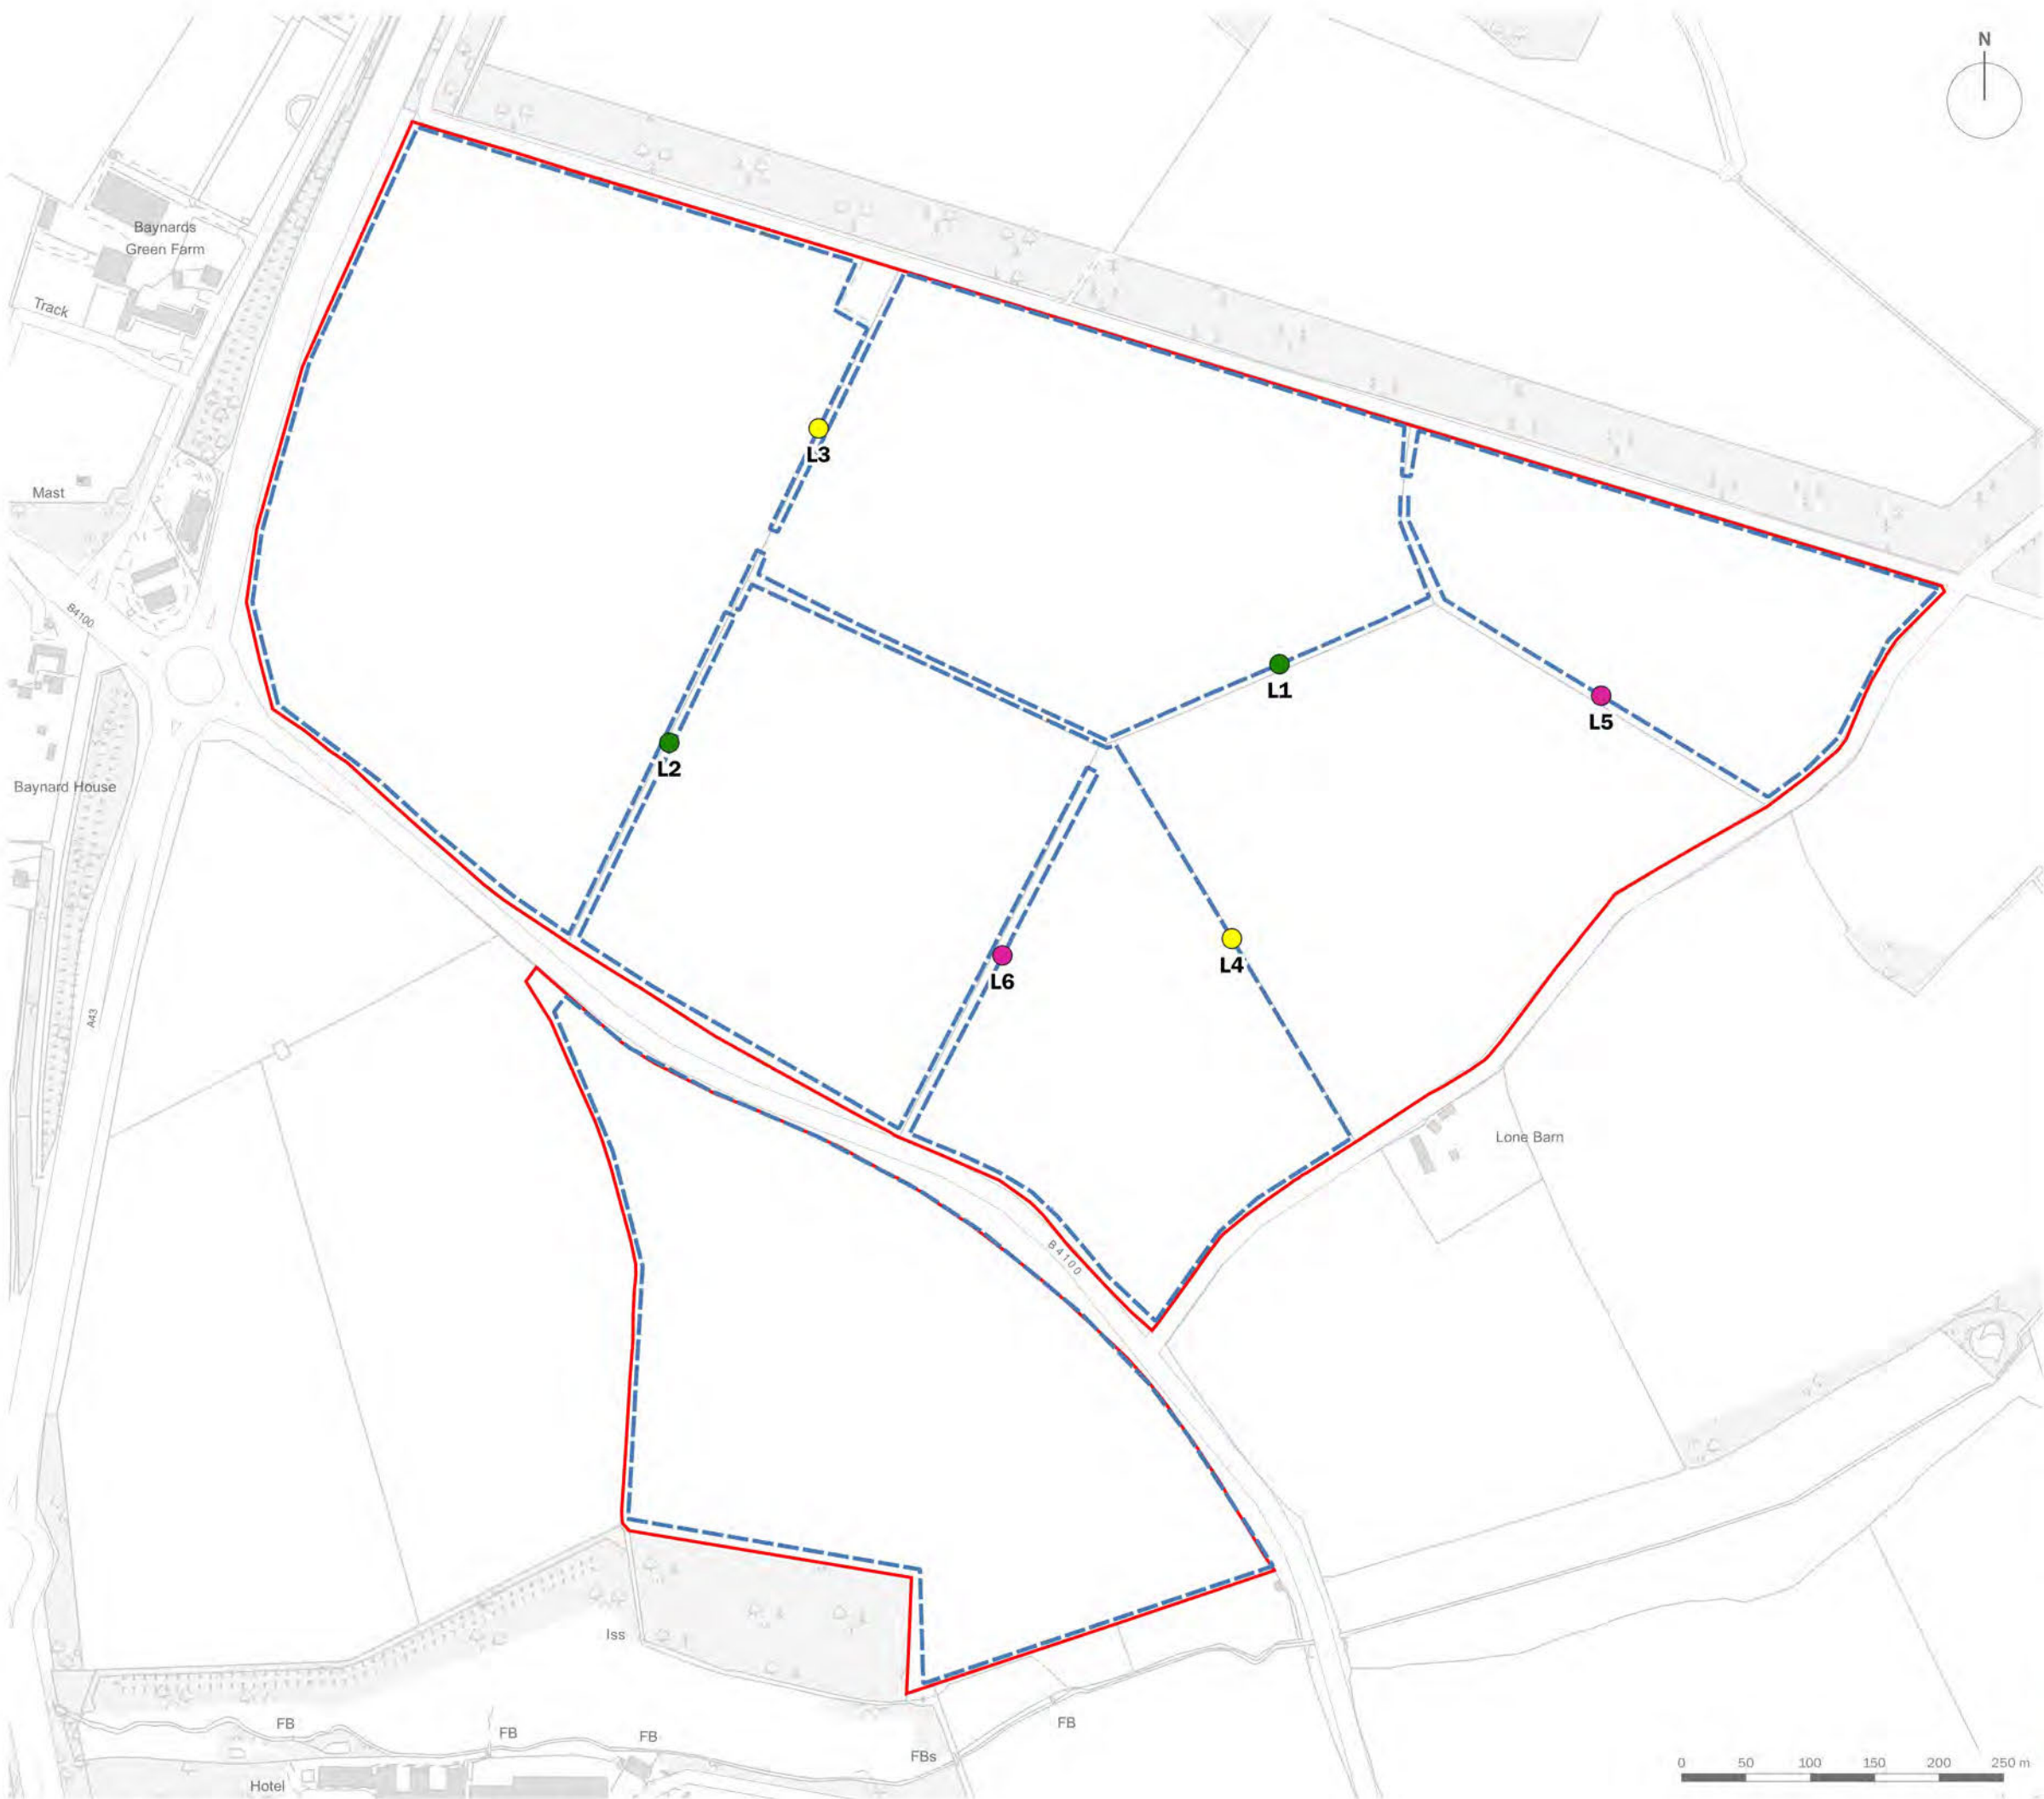 N
Baynards
Green Farm
Track
L3
Mast
B4100
L1
L5
L2
Baynard House
L4
L6
A43
Lone Barn
B4100
Iss
FB
FB
FB
FB
FBs
Hotel
0 50 100 150 200 250 m